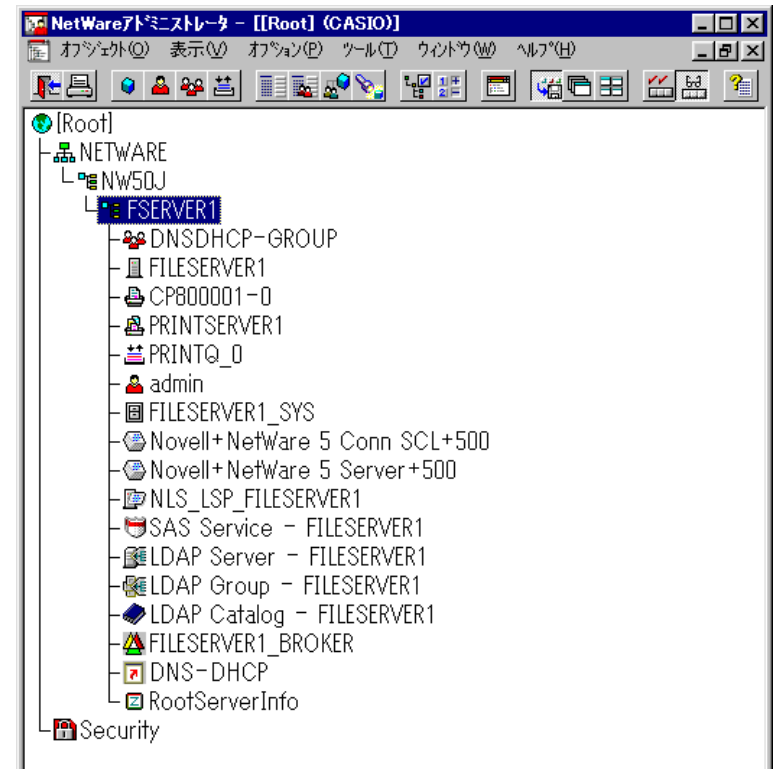 NetWareｱﾄﾞﾐﾆｽﾄﾚｰﾀ - [[Root] (CASIO)]
ｵﾌﾞｼﾞｪｸﾄ(O) 表示(V) ｵﾌﾟｼｮﾝ(P) ﾂｰﾙ(T) ｳｨﾝﾄﾞｳ(W) ﾍﾙﾌﾟ(H)
[Root]
NETWARE
NW50J
FSERVER1
DNSDHCP-GROUP
FILESERVER1
CP800001-0
PRINTSERVER1
PRINTQ_0
admin
FILESERVER1_SYS
Novell+NetWare 5 Conn SCL+500
Novell+NetWare 5 Server+500
NLS_LSP_FILESERVER1
SAS Service - FILESERVER1
LDAP Server - FILESERVER1
LDAP Group - FILESERVER1
LDAP Catalog - FILESERVER1
FILESERVER1_BROKER
DNS-DHCP
RootServerInfo
Security